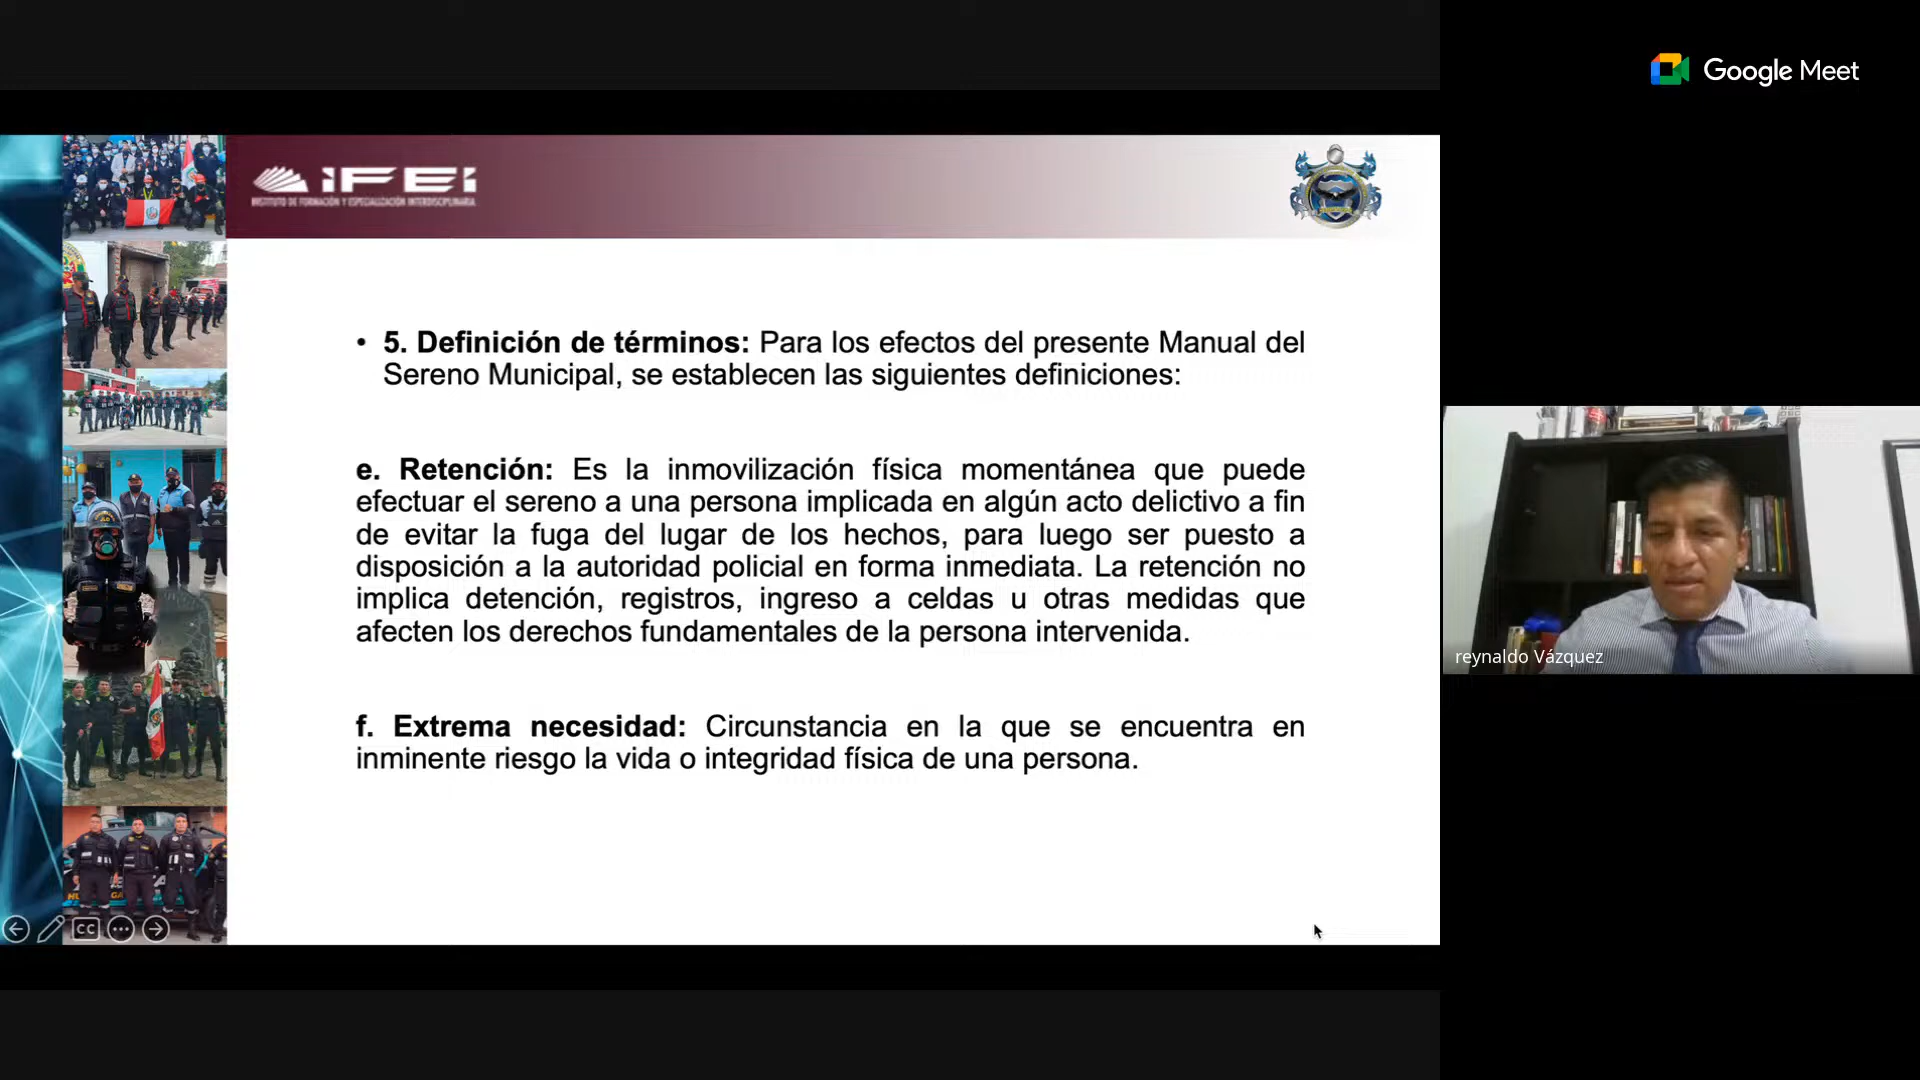 Google Meet
iFEi
INSTITUTO DE FORMACIÓN Y ESPECIALIZACIÓN INTERDISCIPLINARIA
• 5. Definición de términos: Para los efectos del presente Manual del
Sereno Municipal, se establecen las siguientes definiciones:
e. Retención: Es la inmovilización física momentánea que puede
efectuar el sereno a una persona implicada en algún acto delictivo a fin
de evitar la fuga del lugar de los hechos, para luego ser puesto a
disposición a la autoridad policial en forma inmediata. La retención no
implica detención, registros, ingreso a celdas u otras medidas que
afecten los derechos fundamentales de la persona intervenida.
f. Extrema necesidad: Circunstancia en la que se encuentra en
inminente riesgo la vida o integridad física de una persona.
reynaldo Vázquez
CC